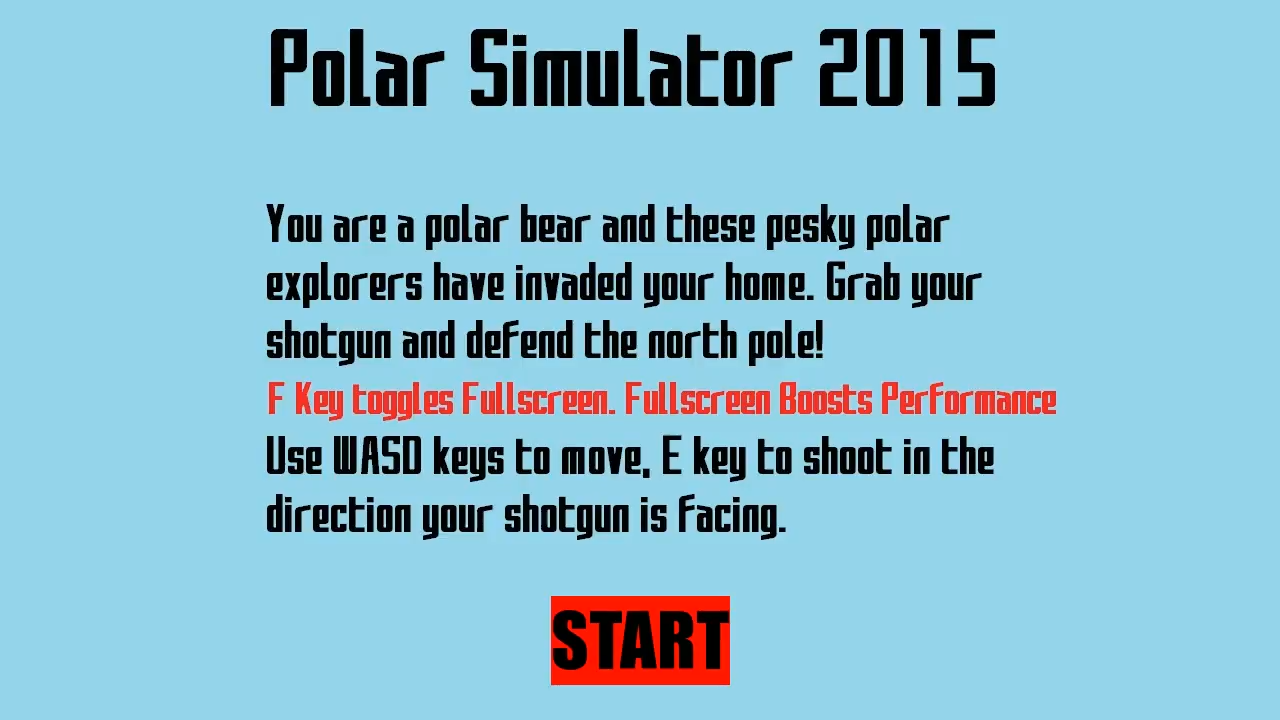 Polar Simulator 2015
You are a polar bear and these pesky polar
explorers have invaded your home. Grab your
shotgun and defend the north pole!
F Key toggles Fullscreen. Fullscreen Boosts Performance
Use WASD keys to move, E key to shoot in the
direction your shotgun is facing.
START